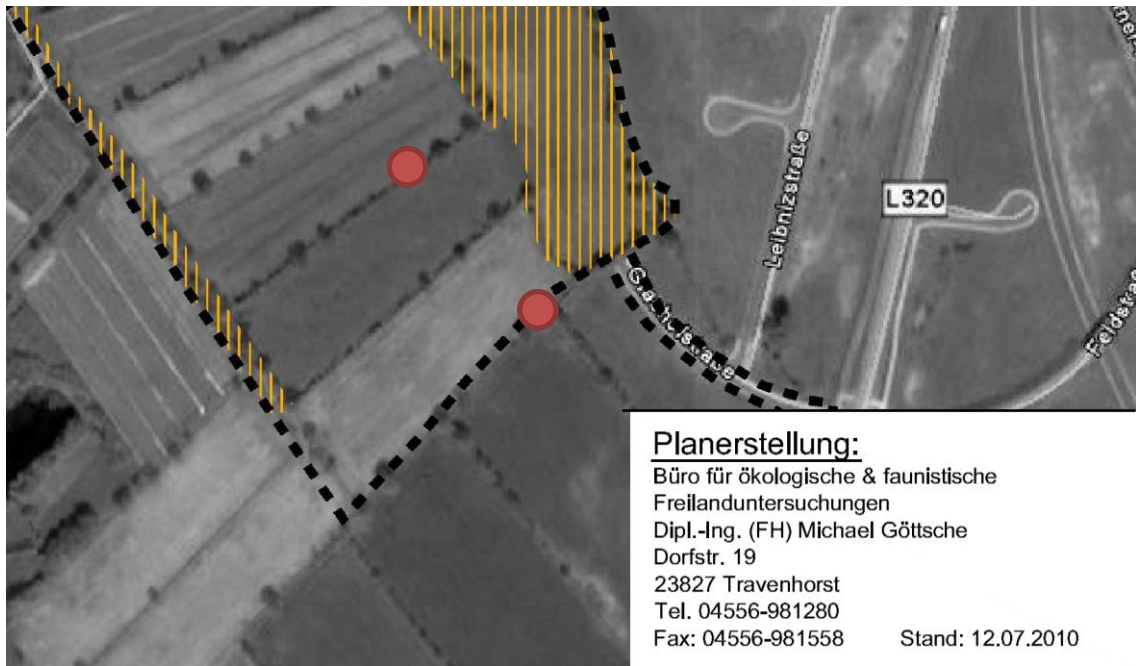 Leibnizstraße
L320
Feldstraß
Planerstellung:
Büro für ökologische & faunistische
Freilanduntersuchungen
Dipl.-Ing. (FH) Michael Göttsche
Dorfstr. 19
23827 Travenhorst
Tel. 04556-981280
Fax: 04556-981558 Stand: 12.07.2010